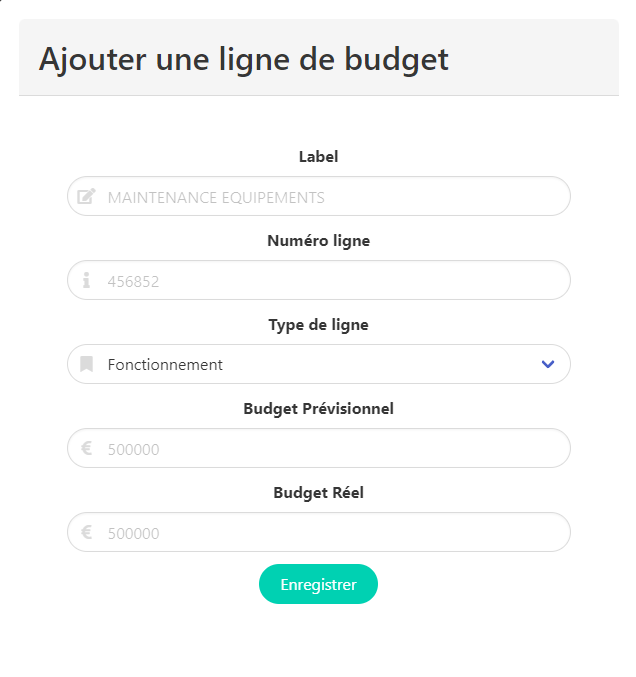 Ajouter une ligne de budget
Label
MAINTENANCE EQUIPEMENTS
Numéro ligne
456852
Type de ligne
Fonctionnement
Budget Prévisionnel
€ 500000
Budget Réel
€ 500000
Enregistrer